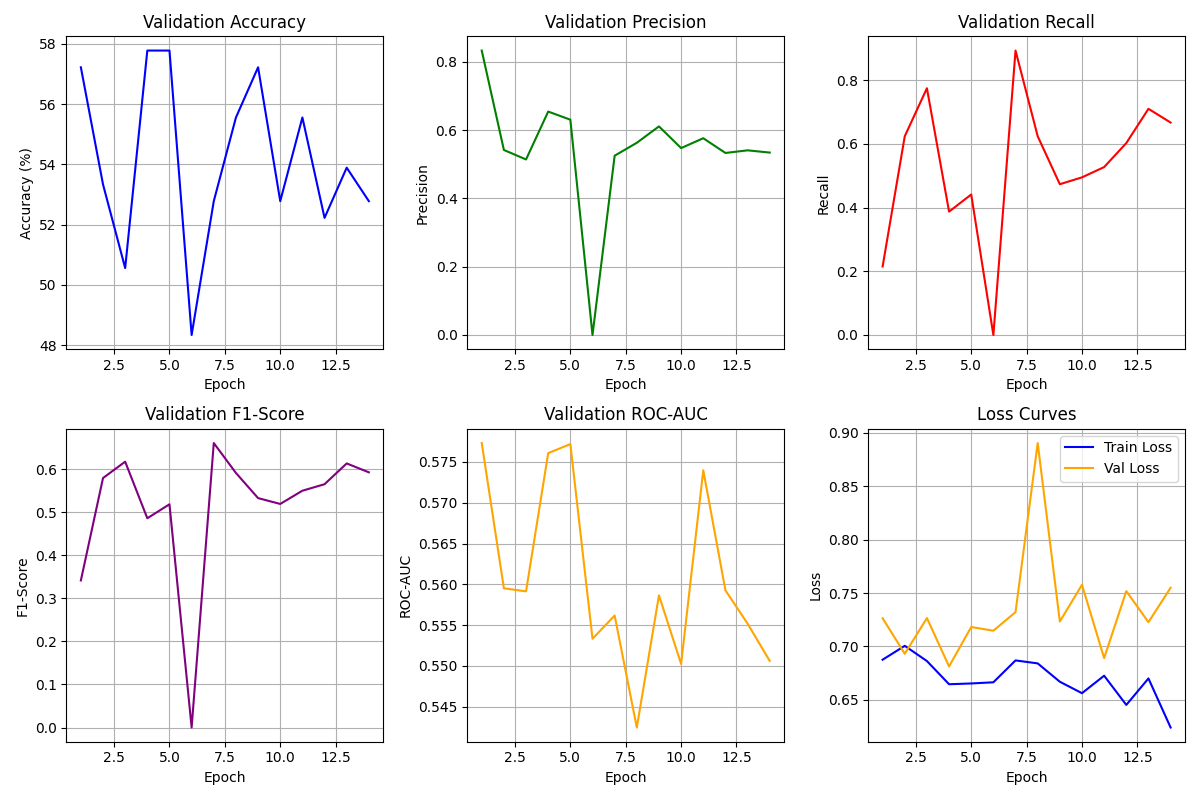 Validation Accuracy
Accuracy (%)
58
56
54
52
50
48
2.5 5.0 7.5 10.0 12.5
Epoch
Validation Precision
Precision
0.8
0.6
0.4
0.2
0.0
2.5 5.0 7.5 10.0 12.5
Epoch
Validation Recall
Recall
0.8
0.6
0.4
0.2
0.0
2.5 5.0 7.5 10.0 12.5
Epoch
Validation F1-Score
F1-Score
0.6
0.5
0.4
0.3
0.2
0.1
0.0
2.5 5.0 7.5 10.0 12.5
Epoch
Validation ROC-AUC
ROC-AUC
0.575
0.570
0.565
0.560
0.555
0.550
0.545
2.5 5.0 7.5 10.0 12.5
Epoch
Loss Curves
Loss
0.90
0.85
0.80
0.75
0.70
0.65
Train Loss
Val Loss
2.5 5.0 7.5 10.0 12.5
Epoch